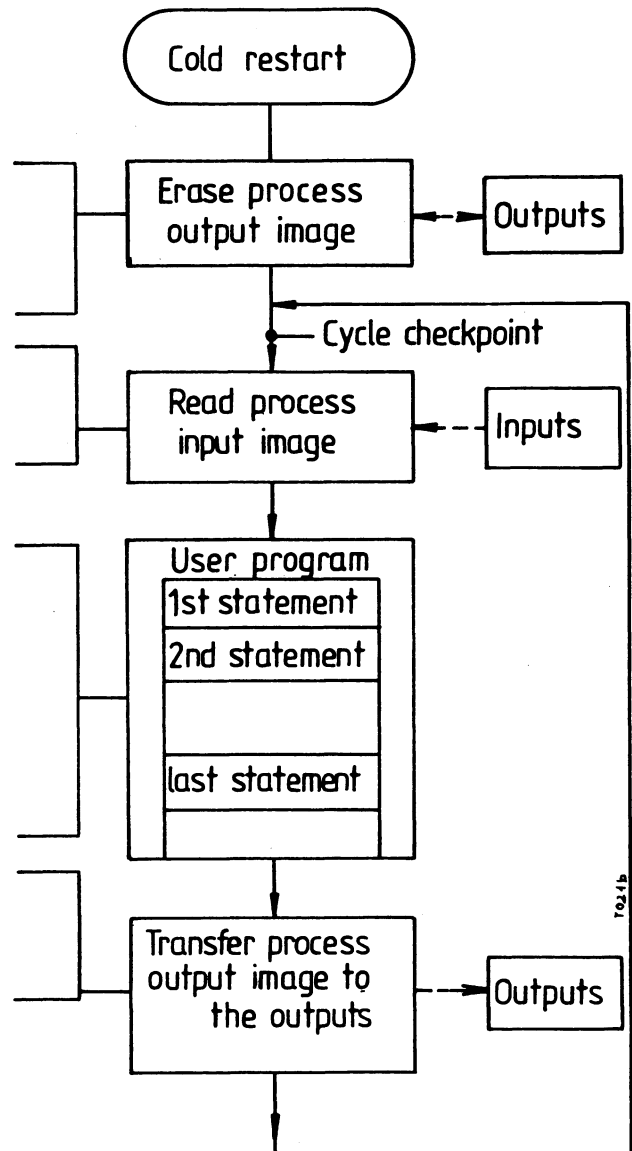 Cold restart
Erase process
output image
Outputs
Cycle checkpoint
Read process
input image
Inputs
User program
1st statement
2nd statement
last statement
Transfer process
output image to
the outputs
Outputs